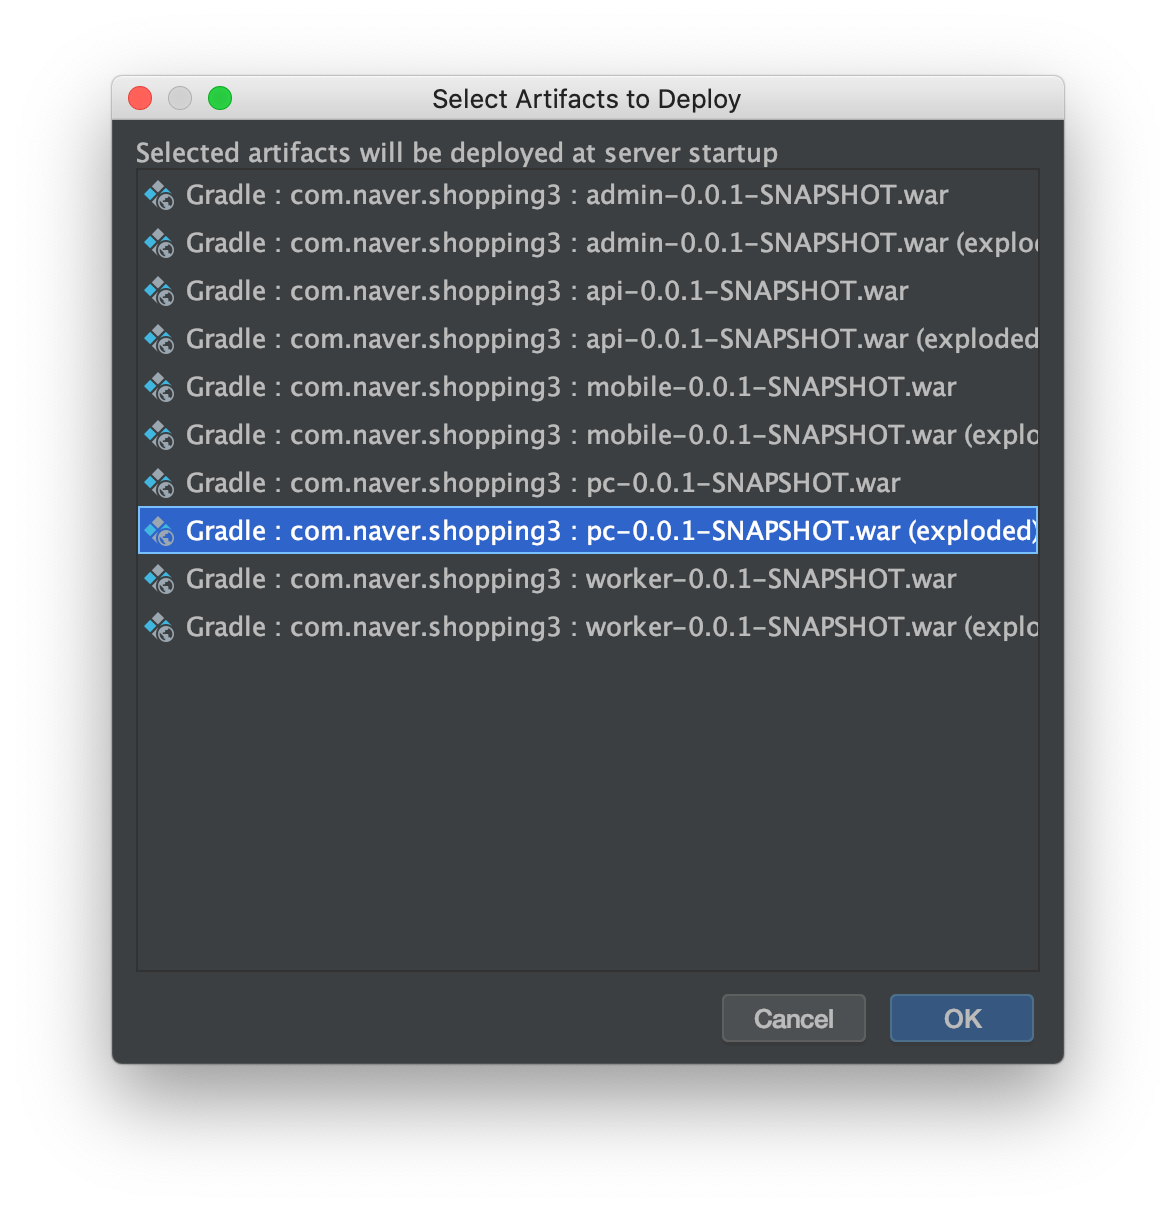 Select Artifacts to Deploy
Selected artifacts will be deployed at server startup
Gradle : com.naver.shopping3 : admin-0.0.1-SNAPSHOT.war
Gradle : com.naver.shopping3 : admin-0.0.1-SNAPSHOT.war (explo
Gradle : com.naver.shopping3 : api-0.0.1-SNAPSHOT.war
Gradle : com.naver.shopping3 : api-0.0.1-SNAPSHOT.war (exploded
Gradle : com.naver.shopping3 : mobile-0.0.1-SNAPSHOT.war
Gradle : com.naver.shopping3 : mobile-0.0.1-SNAPSHOT.war (explo
Gradle : com.naver.shopping3 : pc-0.0.1-SNAPSHOT.war
Gradle : com.naver.shopping3 : pc-0.0.1-SNAPSHOT.war (exploded)
Gradle : com.naver.shopping3 : worker-0.0.1-SNAPSHOT.war
Gradle : com.naver.shopping3 : worker-0.0.1-SNAPSHOT.war (explo
Cancel
OK